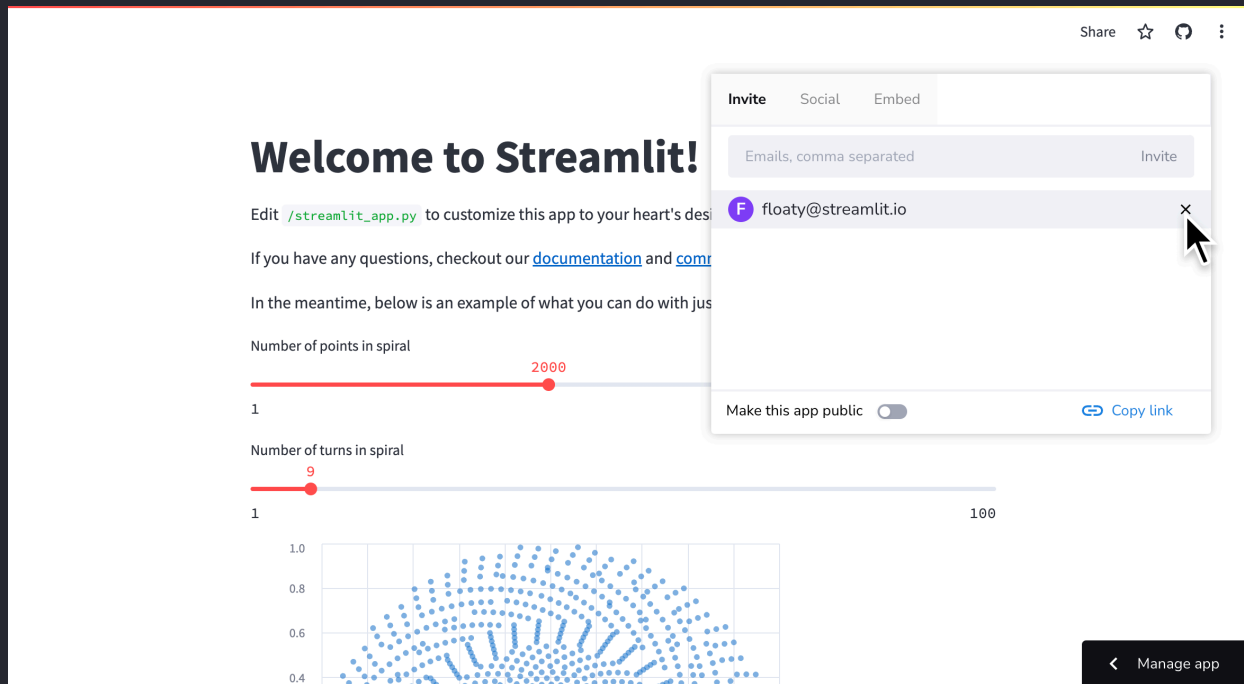 Share
Invite Social Embed
Emails, comma separated Invite
F floaty@streamlit.io
Make this app public Copy link
Welcome to Streamlit!
Edit /streamlit_app.py to customize this app to your heart's
If you have any questions, checkout our documentation and
In the meantime, below is an example of what you can do with
Number of points in spiral
2000
1
Number of turns in spiral
9
1 100
1.0
0.8
0.6
0.4
Manage app